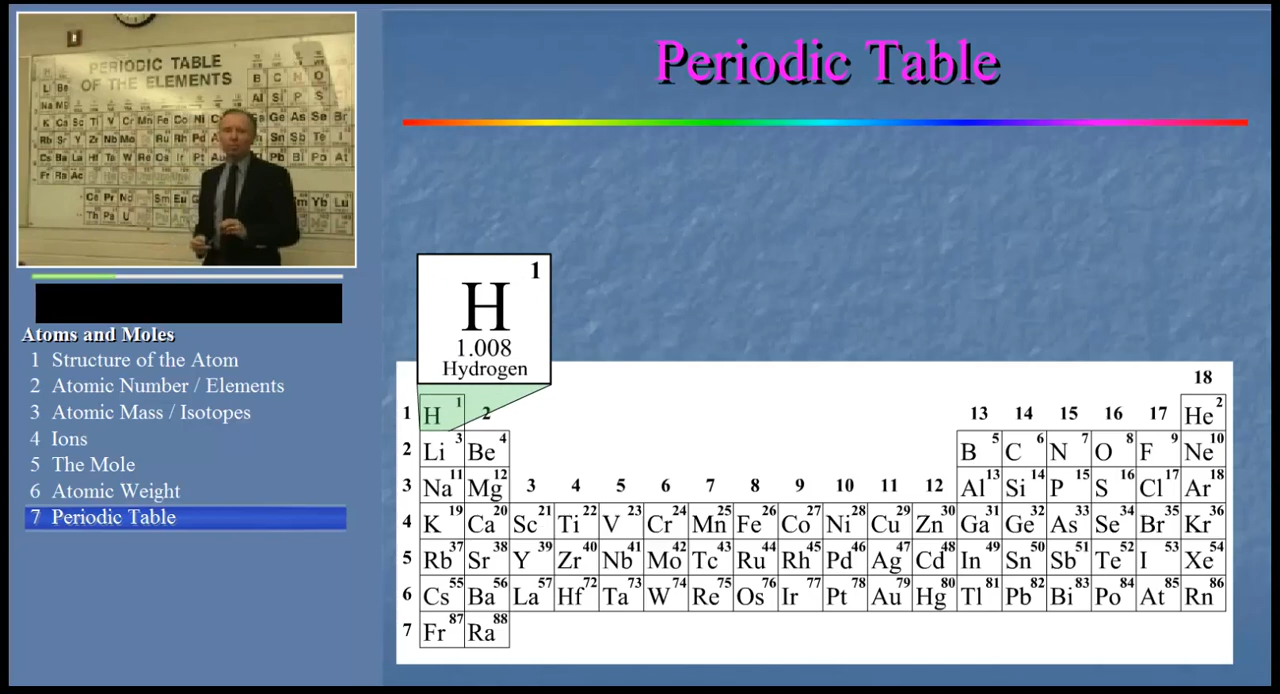 PERIODIC TABLE
OF THE ELEMENTS
Periodic Table
Atoms and Moles
1 Structure of the Atom
2 Atomic Number / Elements
3 Atomic Mass / Isotopes
4 Ions
5 The Mole
6 Atomic Weight
7 Periodic Table
1
H
1.008
Hydrogen
18
1 H 1 2 13 14 15 16 17 He 2
2 Li 3 Be 4 B 5 C 6 N 7 O 8 F 9 Ne 10
3 Na 11 Mg 12 3 4 5 6 7 8 9 10 11 12 Al 13 Si 14 P 15 S 16 Cl 17 Ar 18
4 K 19 Ca 20 Sc 21 Ti 22 V 23 Cr 24 Mn 25 Fe 26 Co 27 Ni 28 Cu 29 Zn 30 Ga 31 Ge 32 As 33 Se 34 Br 35 Kr 36
5 Rb 37 Sr 38 Y 39 Zr 40 Nb 41 Mo 42 Tc 43 Ru 44 Rh 45 Pd 46 Ag 47 Cd 48 In 49 Sn 50 Sb 51 Te 52 I 53 Xe 54
6 Cs 55 Ba 56 La 57 Hf 72 Ta 73 W 74 Re 75 Os 76 Ir 77 Pt 78 Au 79 Hg 80 Tl 81 Pb 82 Bi 83 Po 84 At 85 Rn 86
7 Fr 87 Ra 88